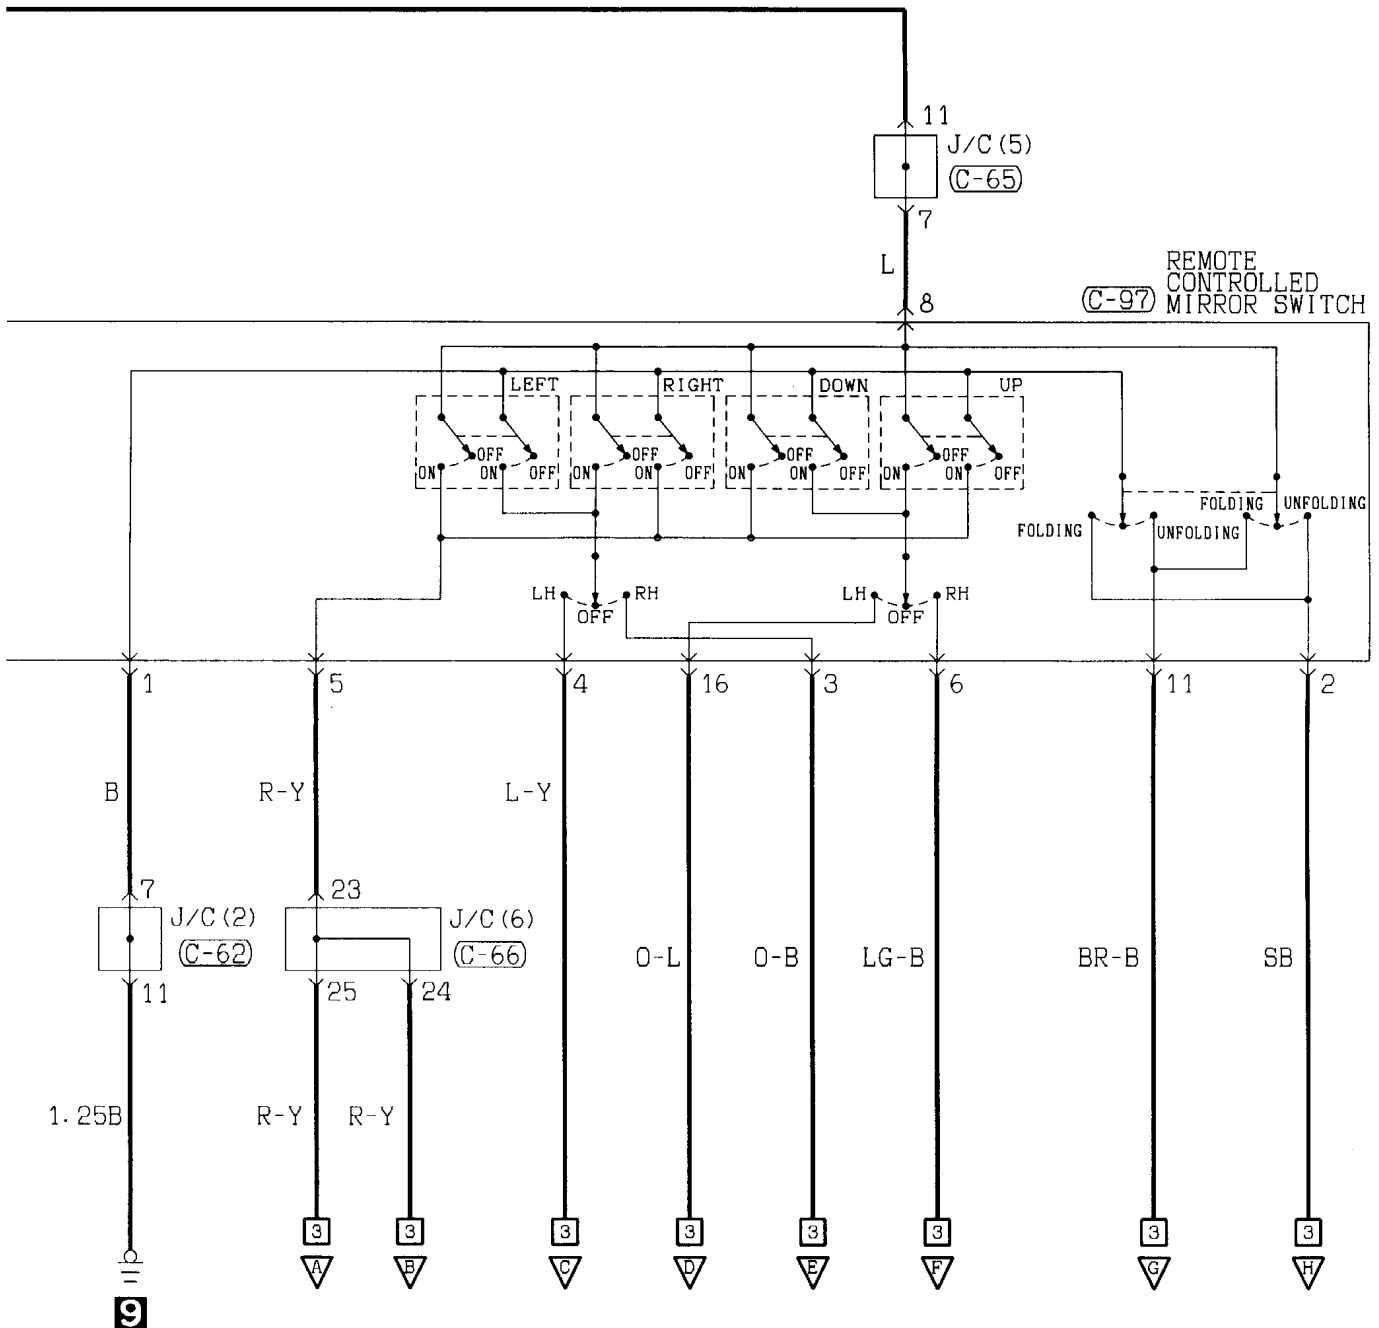 11
J/C(5)
C-65
7
L
REMOTE
CONTROLLED
C-97 MIRROR SWITCH
8
LEFT RIGHT DOWN UP
OFF OFF OFF OFF
ON ON OFF ON ON OFF ON ON OFF ON ON OFF
FOLDING UNFOLDING
FOLDING UNFOLDING
LH RH LH RH
OFF OFF
1 5 4 16 3 6 11 2
B R-Y L-Y
7 23
J/C(2) J/C(6)
C-62 C-66
O-L O-B LG-B BR-B SB
11 25 24
1.25B R-Y R-Y
3 3 3 3 3 3 3 3
A B C D E F G H
9